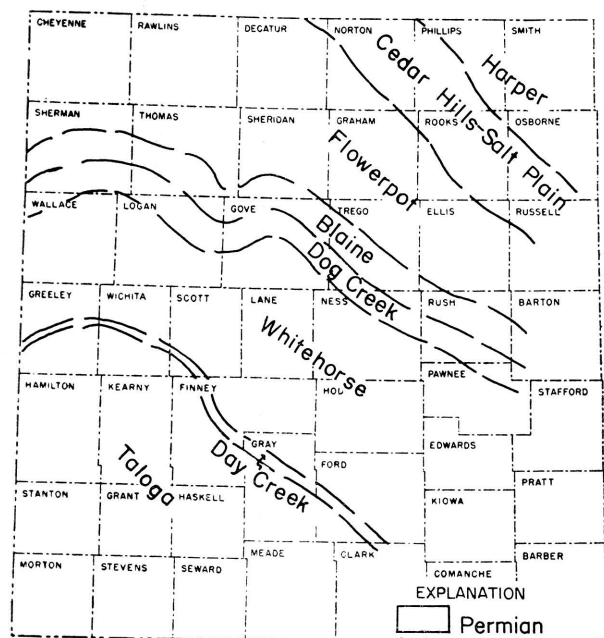 CHEYENNE
RAWLINS
DECATUR
NORTON
PHILLIPS
SMITH
Cedar Hills-Salt Plain
Harper
SHERMAN
THOMAS
SHERIDAN
GRAHAM
ROOKS
OSBORNE
Flowerpot
WALLACE
LOGAN
GOVE
TREGO
ELLIS
RUSSELL
Blaine
Dog Creek
GREELEY
WICHITA
SCOTT
LANE
NESS
RUSH
BARTON
Whitehorse
PAWNEE
HAMILTON
KEARNY
FINNEY
HOD
STAFFORD
GRAY
EDWARDS
FORD
Day Creek
Taloga
PRATT
STANTON
GRANT
HASKELL
KIOWA
MEADE
CLARK
BARBER
MORTON
STEVENS
SEWARD
COMANCHE
EXPLANATION
Permian